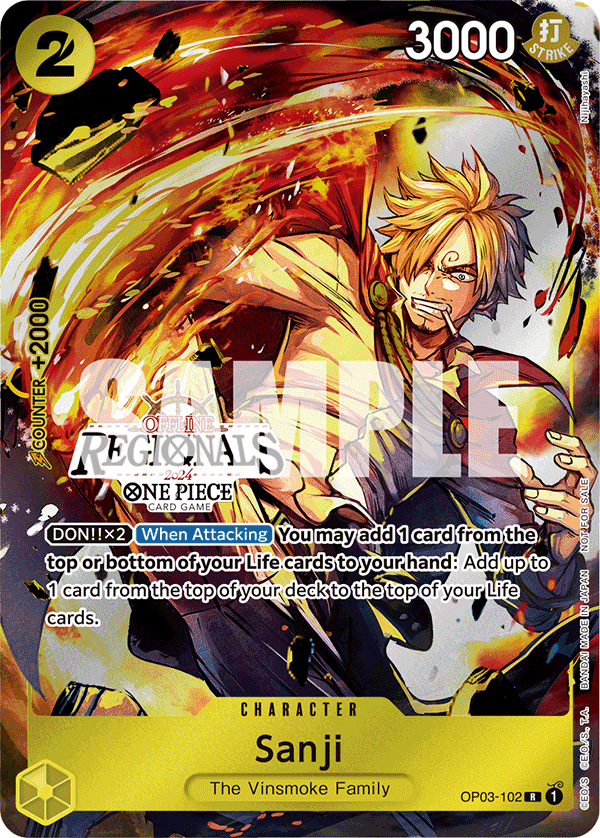 2
3000
打
STRIKE
Nijihayashi
COUNTER +2000
SAMPLE
OFFLINE
REGIONALS
2024
ONE PIECE
CARD GAME
DON!!×2 When Attacking You may add 1 card from the
top or bottom of your Life cards to your hand: Add up to
1 card from the top of your deck to the top of your Life
cards.
©EO/S ©E.O./S., T.A. BANDAI MADE IN JAPAN NOT FOR SALE
CHARACTER
Sanji
The Vinsmoke Family
OP03-102 R 1